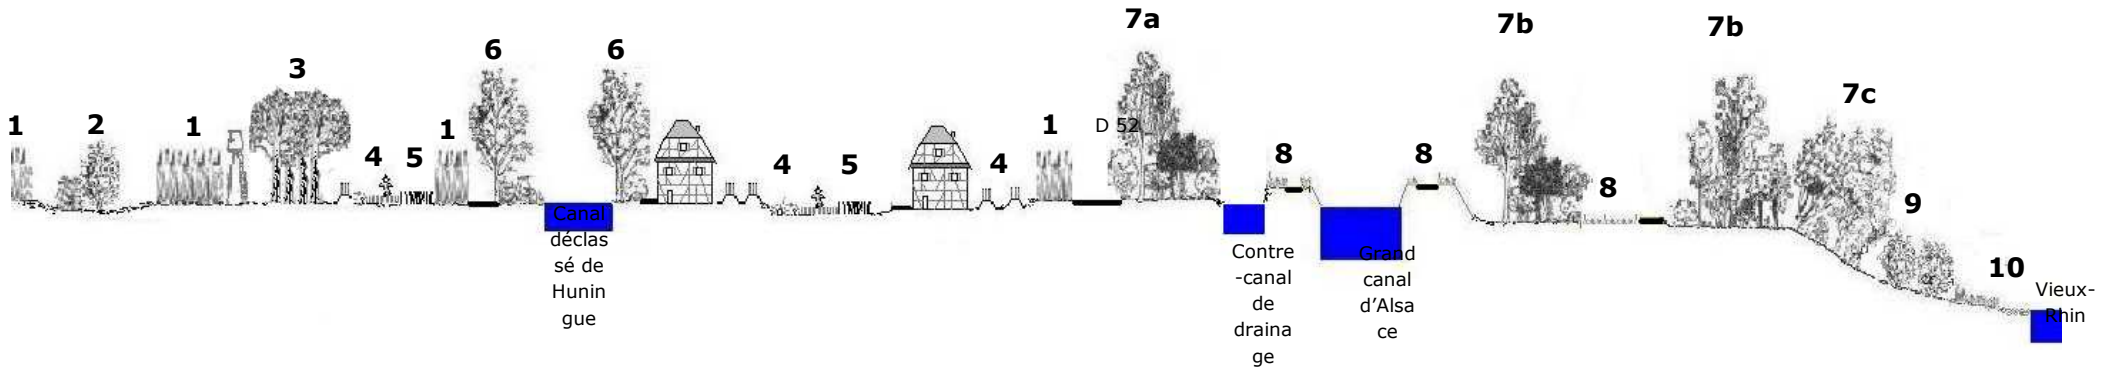 1
2
1
3
4
5
1
6
6
4
5
4
1
D 52
7a
8
8
7b
8
7b
7c
9
10
Canal
déclas
sé de
Hunin
gue
Contre
-canal
de
draina
ge
Grand
canal
d'Alsa
ce
Vieux-
Rhin